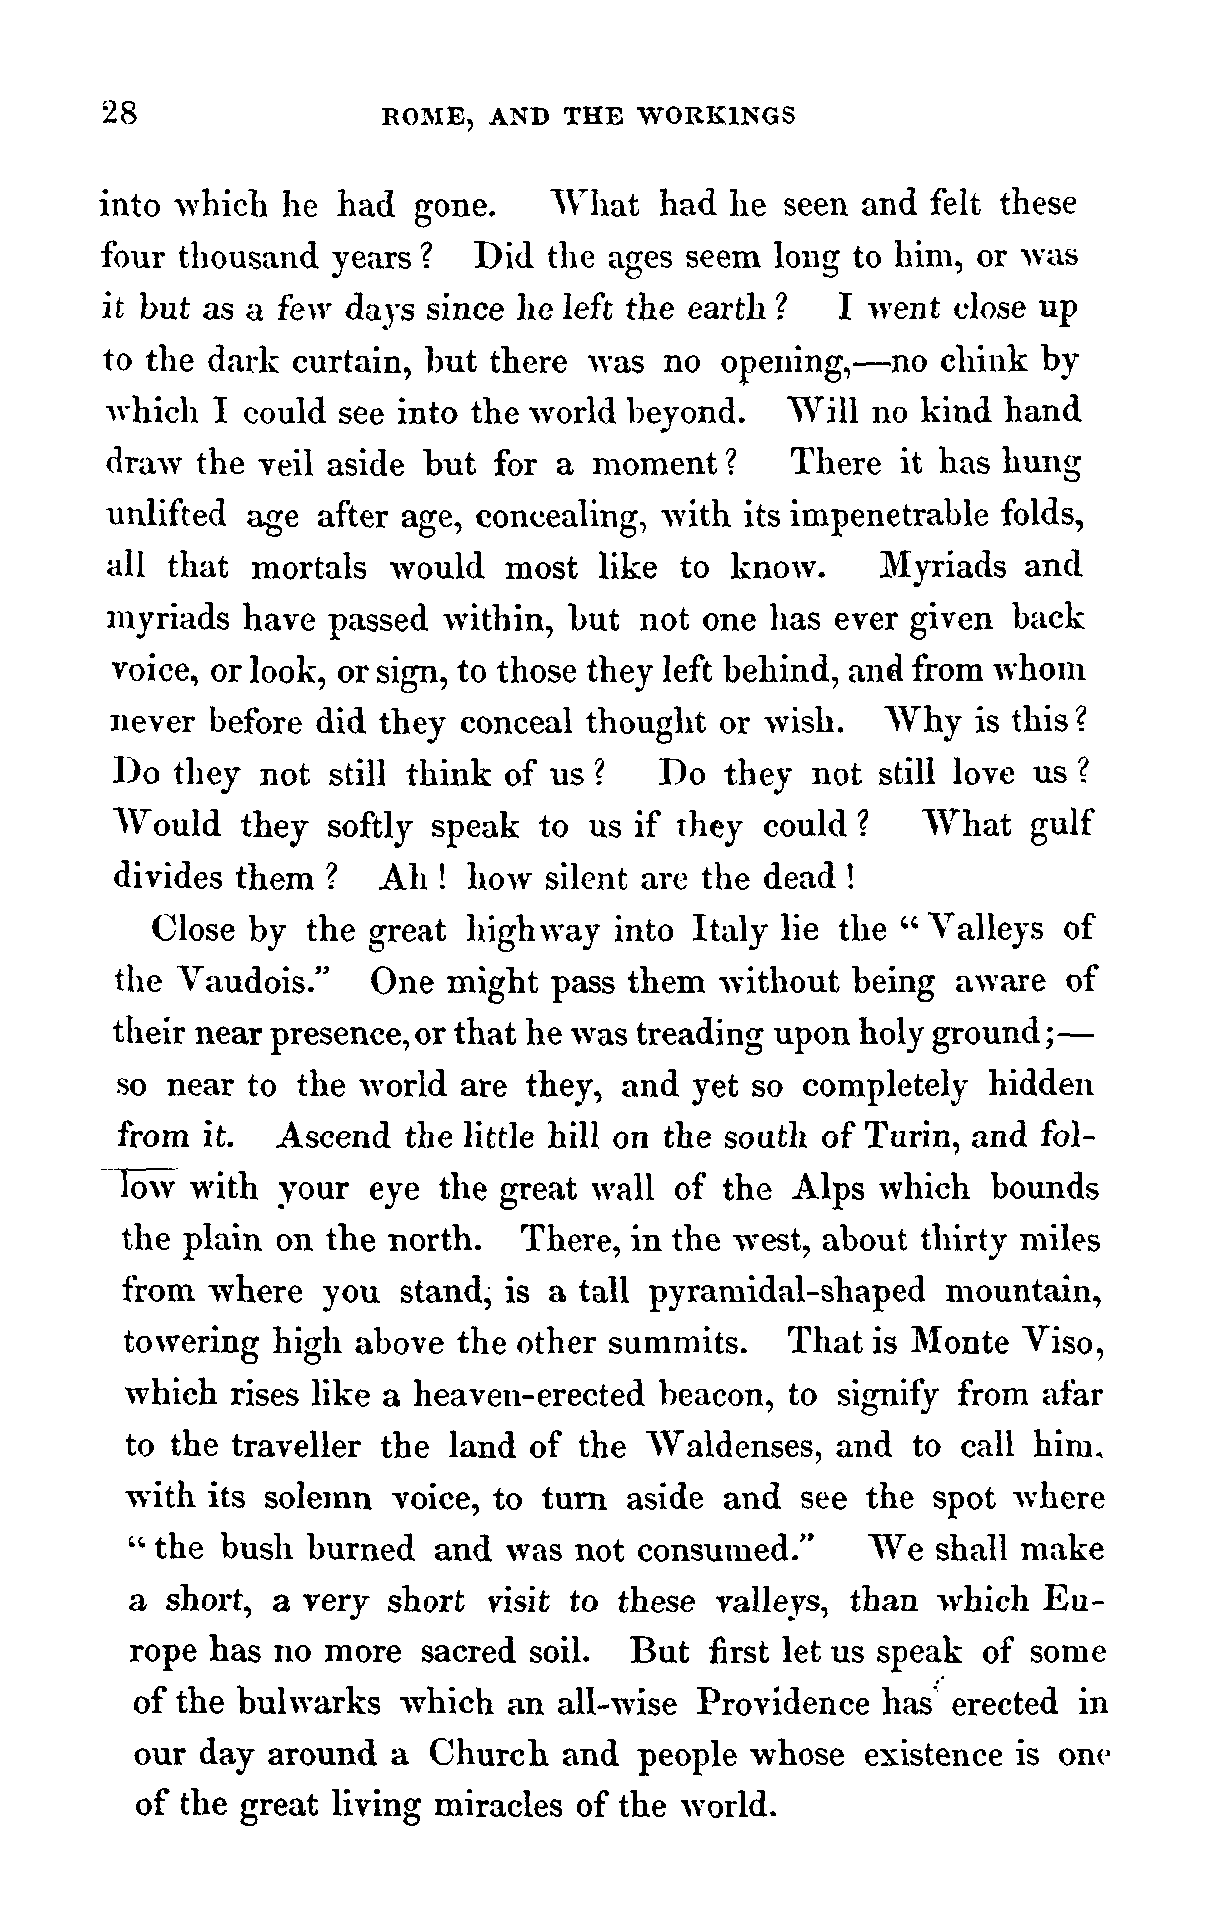 28 ROME, AND THE WORKINGS
into which he had gone. What had he seen and felt these
four thousand years? Did the ages seem long to him, or was
it but as a few days since he left the earth? I went close up
to the dark curtain, but there was no opening,—no chink by
which I could see into the world beyond. Will no kind hand
draw the veil aside but for a moment? There it has hung
unlifted age after age, concealing, with its impenetrable folds,
all that mortals would most like to know. Myriads and
myriads have passed within, but not one has ever given back
voice, or look, or sign, to those they left behind, and from whom
never before did they conceal thought or wish. Why is this?
Do they not still think of us? Do they not still love us?
Would they softly speak to us if they could? What gulf
divides them? Ah! how silent are the dead!
Close by the great highway into Italy lie the "Valleys of
the Vaudois." One might pass them without being aware of
their near presence, or that he was treading upon holy ground;—
so near to the world are they, and yet so completely hidden
from it. Ascend the little hill on the south of Turin, and fol-
low with your eye the great wall of the Alps which bounds
the plain on the north. There, in the west, about thirty miles
from where you stand, is a tall pyramidal-shaped mountain,
towering high above the other summits. That is Monte Viso,
which rises like a heaven-erected beacon, to signify from afar
to the traveller the land of the Waldenses, and to call him,
with its solemn voice, to turn aside and see the spot where
"the bush burned and was not consumed." We shall make
a short, a very short visit to these valleys, than which Eu-
rope has no more sacred soil. But first let us speak of some
of the bulwarks which an all-wise Providence has erected in
our day around a Church and people whose existence is one
of the great living miracles of the world.